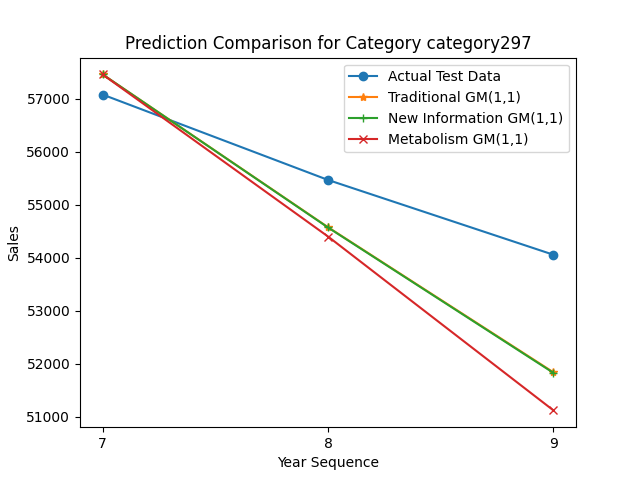 Prediction Comparison for Category category297
Actual Test Data
Traditional GM(1,1)
New Information GM(1,1)
Metabolism GM(1,1)
Sales
57000
56000
55000
54000
53000
52000
51000
7
8
9
Year Sequence